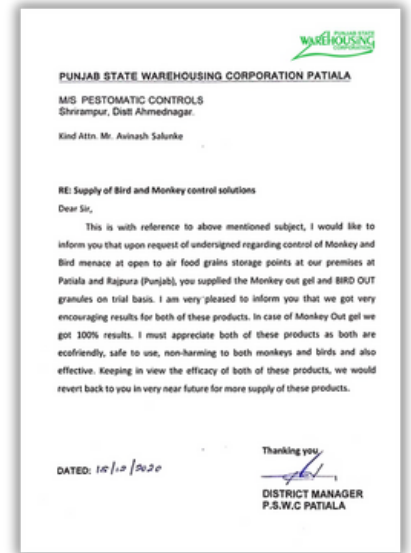 PUNJAB STATE
WAREHOUSING
CORPORATION
PUNJAB STATE WAREHOUSING CORPORATION PATIALA
M/S PESTOMATIC CONTROLS
Shrirampur, Distt Ahmednagar.
Kind Attn. Mr. Avinash Salunke
RE: Supply of Bird and Monkey control solutions
Dear Sir,
This is with reference to above mentioned subject, I would like to
inform you that upon request of undersigned regarding control of Monkey and
Bird menace at open to air food grains storage points at our premises at
Patiala and Rajpura (Punjab), you supplied the Monkey out gel and BIRD OUT
granules on trial basis. I am very pleased to inform you that we got very
encouraging results for both of these products. In case of Monkey Out gel we
got 100% results. I must appreciate both of these products as both are
ecofriendly, safe to use, non-harming to both monkeys and birds and also
effective. Keeping in view the efficacy of both of these products, we would
revert back to you in very near future for more supply of these products.
Thanking you,
DATED: 18/12/2020
DISTRICT MANAGER
P.S.W.C PATIALA